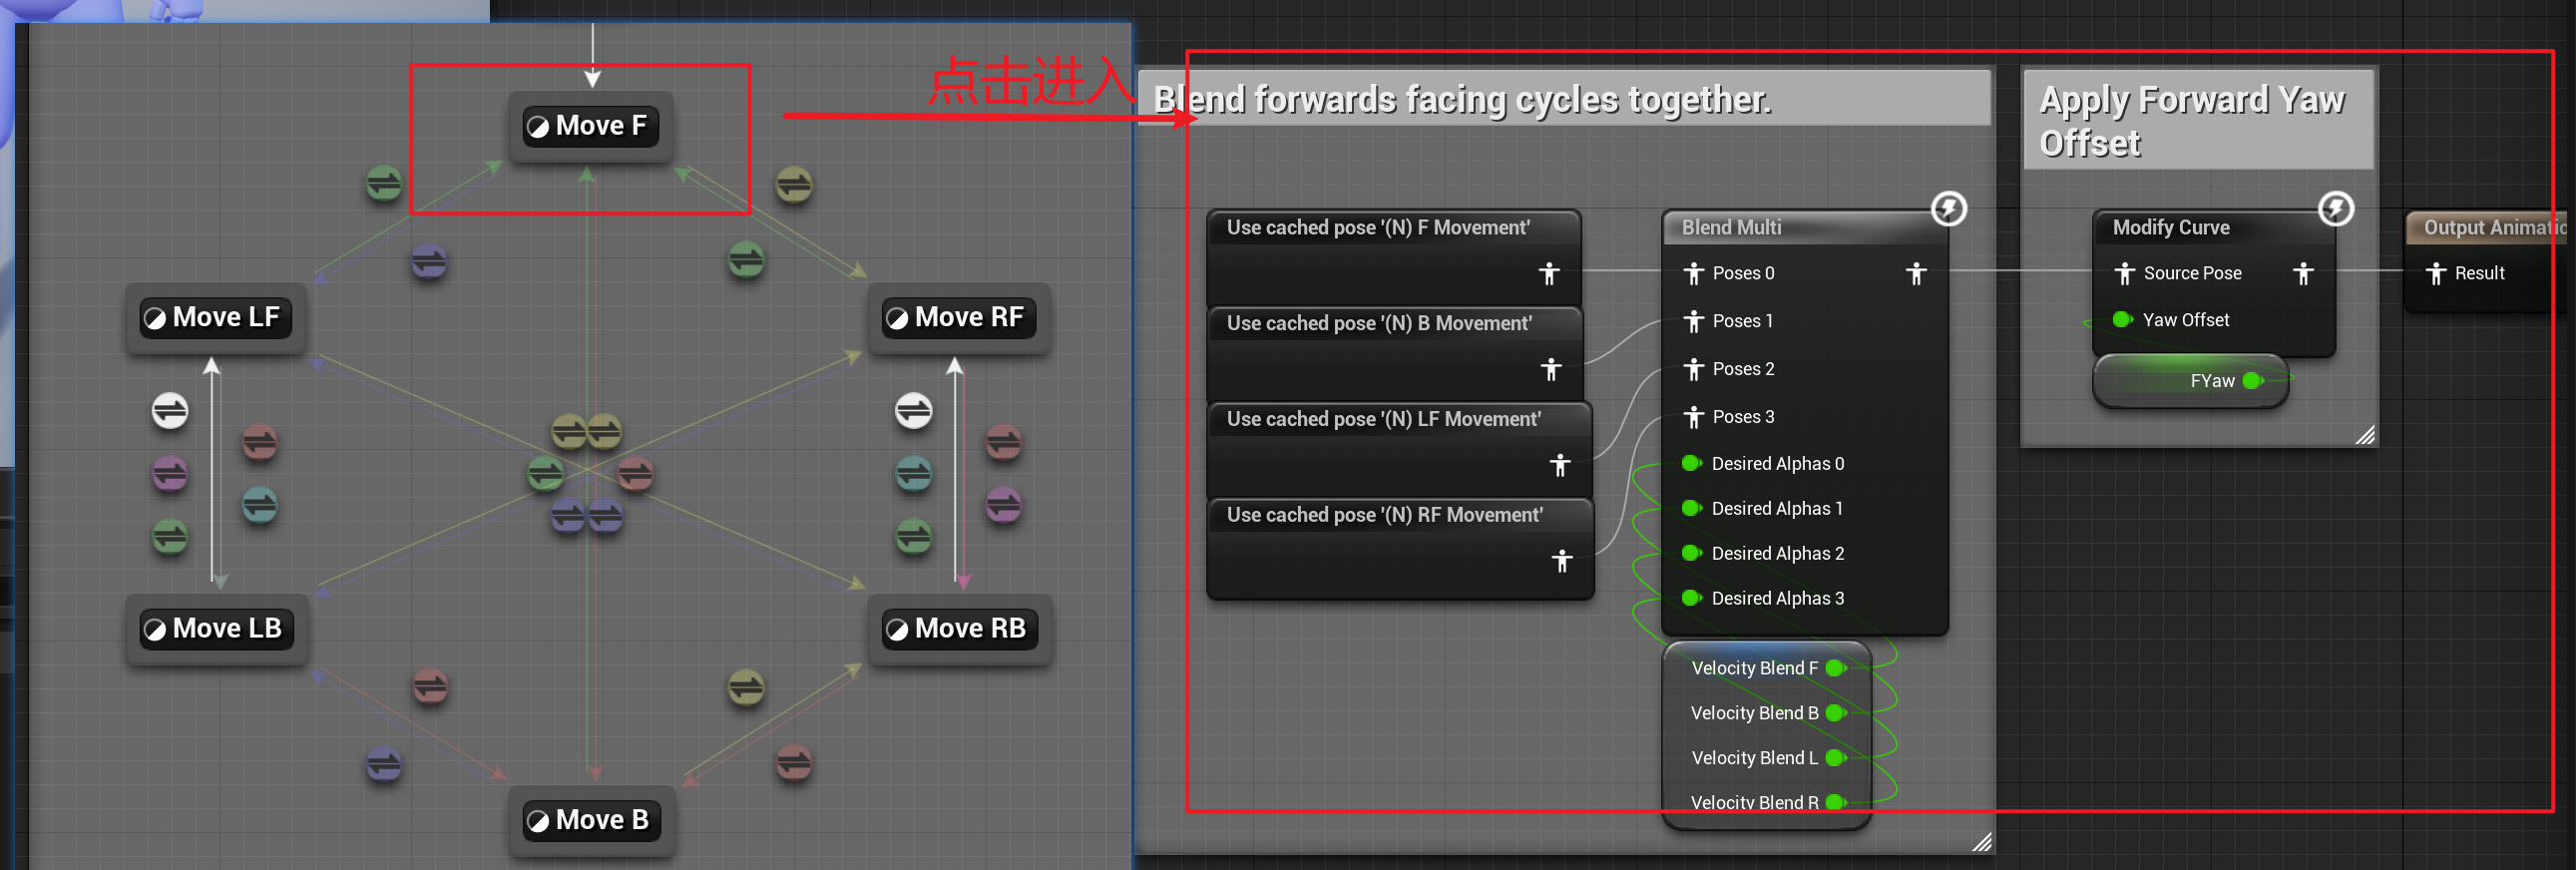 Move F
Move LF
Move RF
Move LB
Move RB
Move B
点击进入
Blend forwards facing cycles together.
Use cached pose '(N) F Movement'
Use cached pose '(N) B Movement'
Use cached pose '(N) LF Movement'
Use cached pose '(N) RF Movement'
Blend Multi
Poses 0
Poses 1
Poses 2
Poses 3
Desired Alphas 0
Desired Alphas 1
Desired Alphas 2
Desired Alphas 3
Velocity Blend F
Velocity Blend B
Velocity Blend L
Velocity Blend R
Apply Forward Yaw
Offset
Modify Curve
Source Pose
Yaw Offset
FYaw
Output Animatio
Result